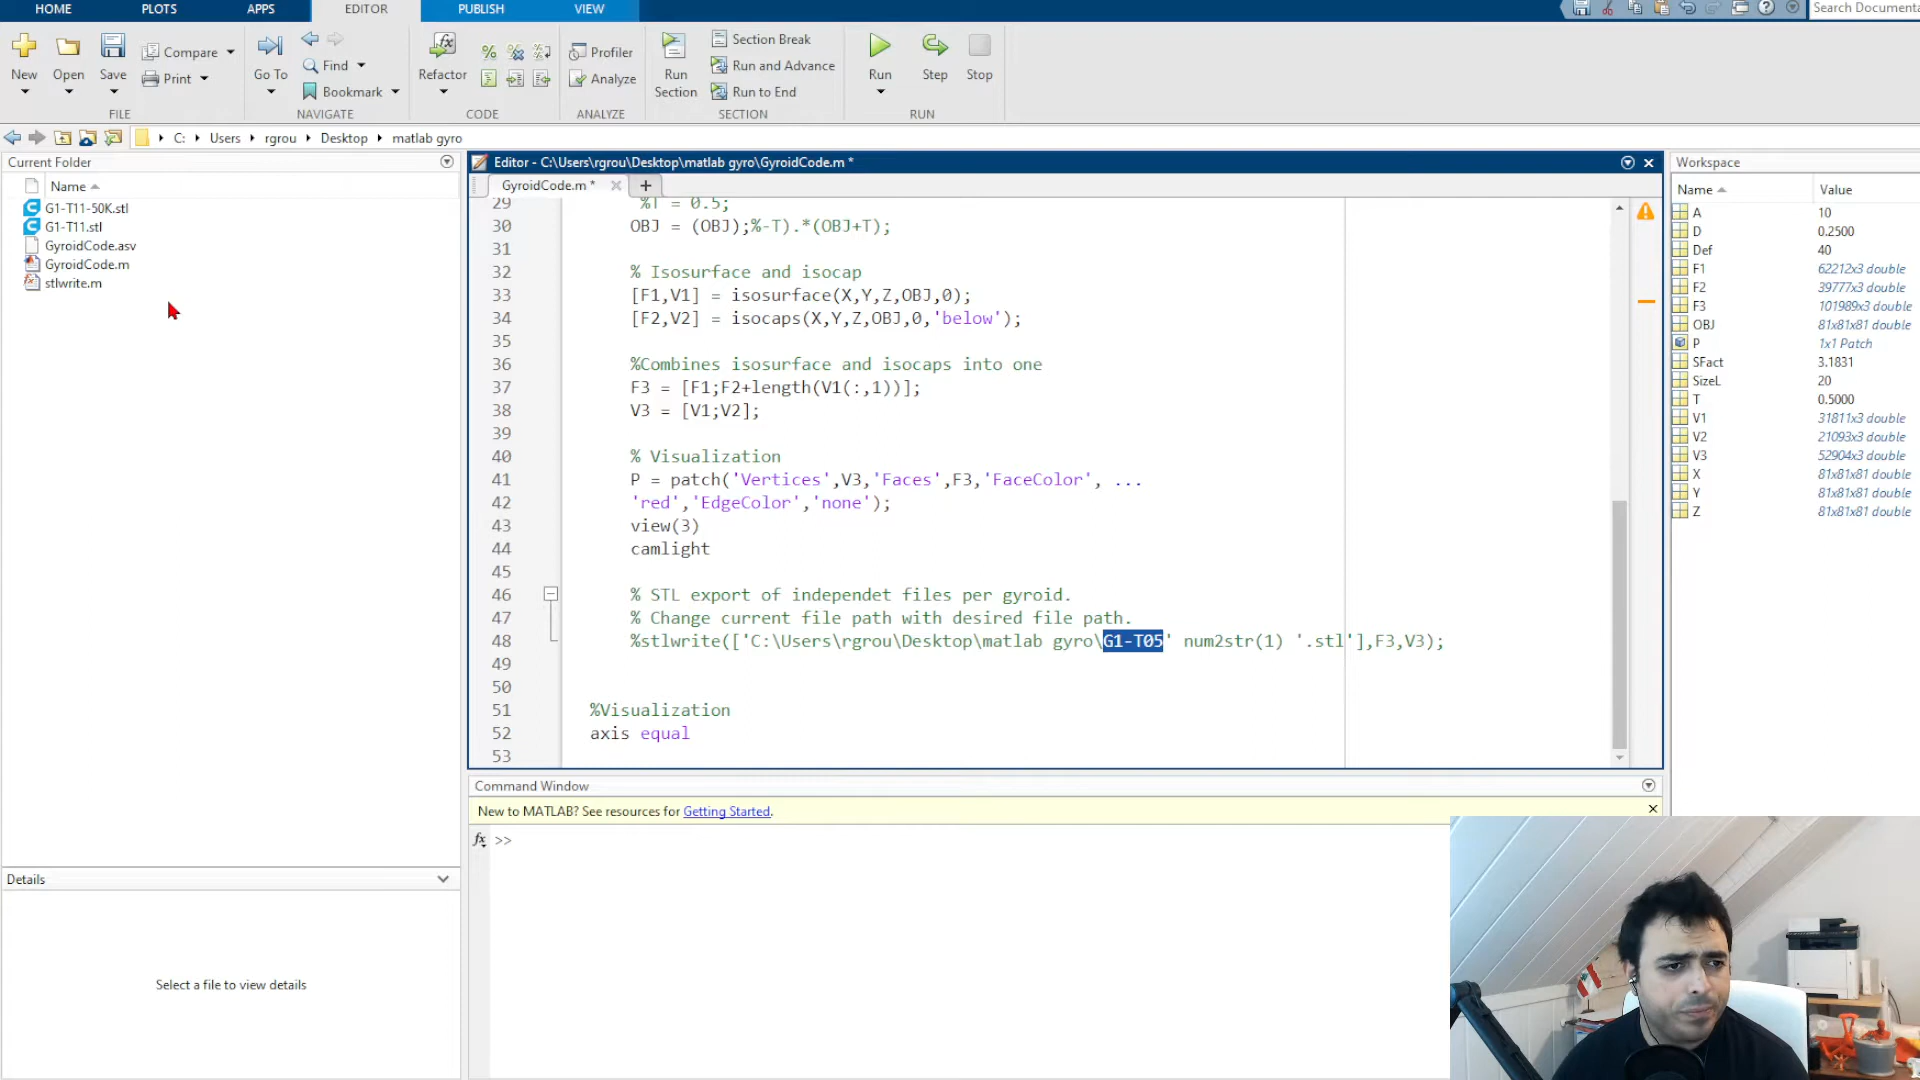 HOME PLOTS APPS EDITOR PUBLISH VIEW
Search Documenta
New Open Save Compare Print
FILE
Go To Find Bookmark
NAVIGATE
Refactor
CODE
Profiler
Analyze
ANALYZE
Run Section
Section Break
Run and Advance
Run to End
SECTION
Run Step Stop
RUN
C: Users rgrou Desktop matlab gyro
Current Folder
Name
G1-T11-50K.stl
G1-T11.stl
GyroidCode.asv
GyroidCode.m
stlwrite.m
Details
Select a file to view details
Editor - C:\Users\rgrou\Desktop\matlab gyro\GyroidCode.m *
GyroidCode.m *
29 %T = 0.5;
30 OBJ = (OBJ);%-T).*(OBJ+T);
31
32 % Isosurface and isocap
33 [F1,V1] = isosurface(X,Y,Z,OBJ,0);
34 [F2,V2] = isocaps(X,Y,Z,OBJ,0,'below');
35
36 %Combines isosurface and isocaps into one
37 F3 = [F1;F2+length(V1(:,1))];
38 V3 = [V1;V2];
39
40 % Visualization
41 P = patch('Vertices',V3,'Faces',F3,'FaceColor', ...
42 'red','EdgeColor','none');
43 view(3)
44 camlight
45
46 % STL export of independet files per gyroid.
47 % Change current file path with desired file path.
48 %stlwrite(['C:\Users\rgrou\Desktop\matlab gyro\G1-T05' num2str(1) '.stl'],F3,V3);
49
50
51 %Visualization
52 axis equal
53
Command Window
New to MATLAB? See resources for Getting Started.
fx >>
Workspace
Name Value
A 10
D 0.2500
Def 40
F1 62212x3 double
F2 39777x3 double
F3 101989x3 double
OBJ 81x81x81 double
P 1x1 Patch
SFact 3.1831
SizeL 20
T 0.5000
V1 31811x3 double
V2 21093x3 double
V3 52904x3 double
X 81x81x81 double
Y 81x81x81 double
Z 81x81x81 double